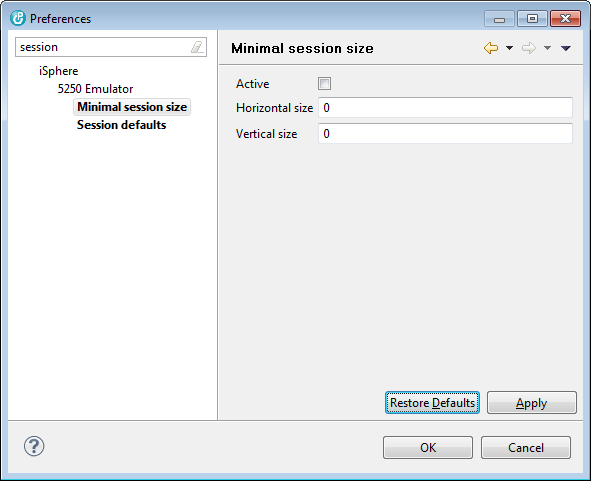 Preferences
session
iSphere
5250 Emulator
Minimal session size
Session defaults
Minimal session size
Active
Horizontal size 0
Vertical size 0
Restore Defaults Apply
? OK Cancel